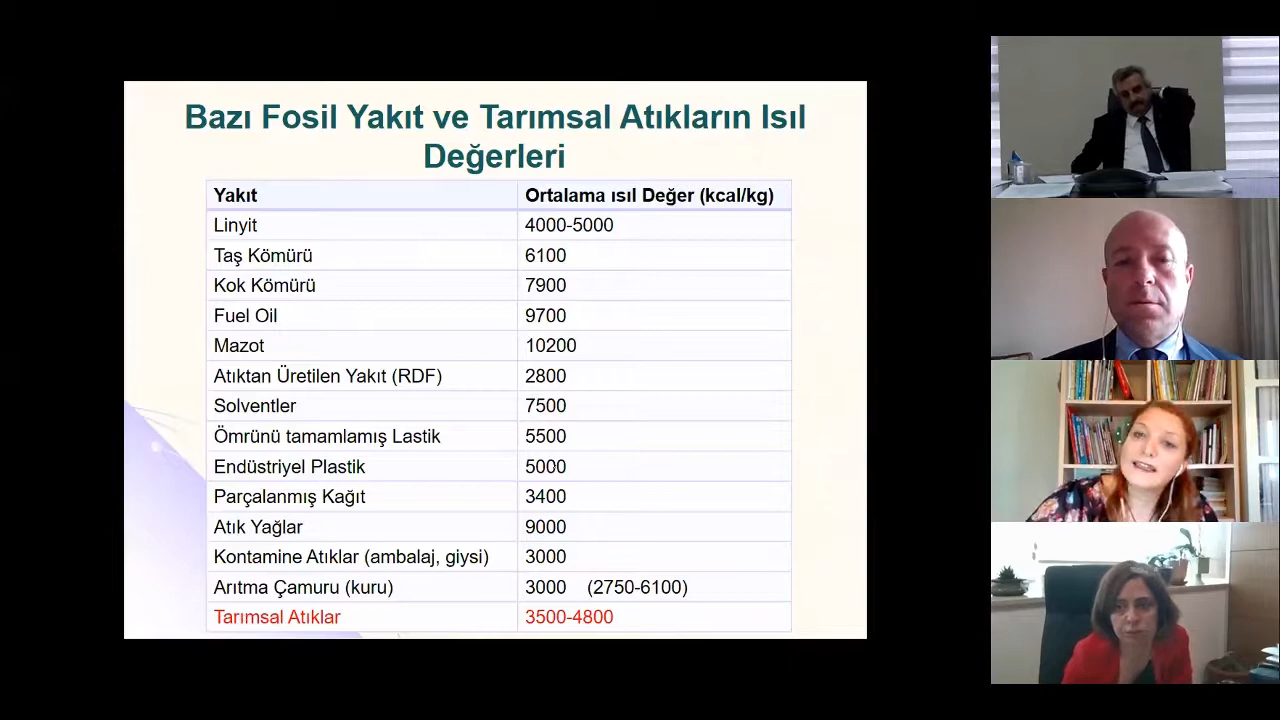 Bazı Fosil Yakıt ve Tarımsal Atıkların Isıl
Değerleri
Yakıt Ortalama ısıl Değer (kcal/kg)
Linyit 4000-5000
Taş Kömürü 6100
Kok Kömürü 7900
Fuel Oil 9700
Mazot 10200
Atıktan Üretilen Yakıt (RDF) 2800
Solventler 7500
Ömrünü tamamlamış Lastik 5500
Endüstriyel Plastik 5000
Parçalanmış Kağıt 3400
Atık Yağlar 9000
Kontamine Atıklar (ambalaj, giysi) 3000
Arıtma Çamuru (kuru) 3000 (2750-6100)
Tarımsal Atıklar 3500-4800